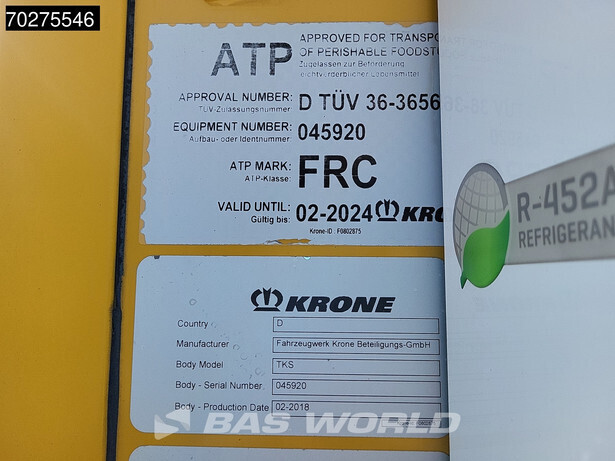 70275546
ATP
APPROVED FOR TRANSPO
OF PERISHABLE FOODST
Zugelassen zur Beförderung
leichtverderblicher Lebensmittel
APPROVAL NUMBER: D TÜV 36-3656
TÜV-Zulassungsnummer:
EQUIPMENT NUMBER: 045920
Aufbau- oder Identnummer:
ATP MARK: FRC
ATP-Klasse:
VALID UNTIL: 02-2024 KRONE
Gültig bis:
Krone-ID : F0802875
R-452A
REFRIGERAN
KRONE
Country D
Manufacturer Fahrzeugwerk Krone Beteiligungs-GmbH
Body Model TKS
Body - Serial Number 045920
Body - Production Date 02-2018
BAS WORLD